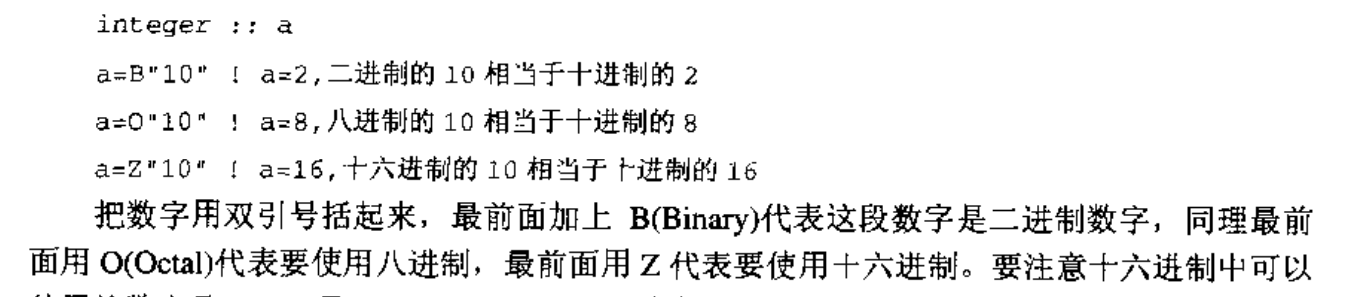 integer :: a
a=B"10" ! a=2,二进制的 10 相当于十进制的 2
a=O"10" ! a=8,八进制的 10 相当于十进制的 8
a=Z"10" ! a=16,十六进制的 10 相当于十进制的 16
把数字用双引号括起来，最前面加上 B(Binary)代表这段数字是二进制数字，同理最前
面用 O(Octal)代表要使用八进制，最前面用 Z 代表要使用十六进制。要注意十六进制中可以